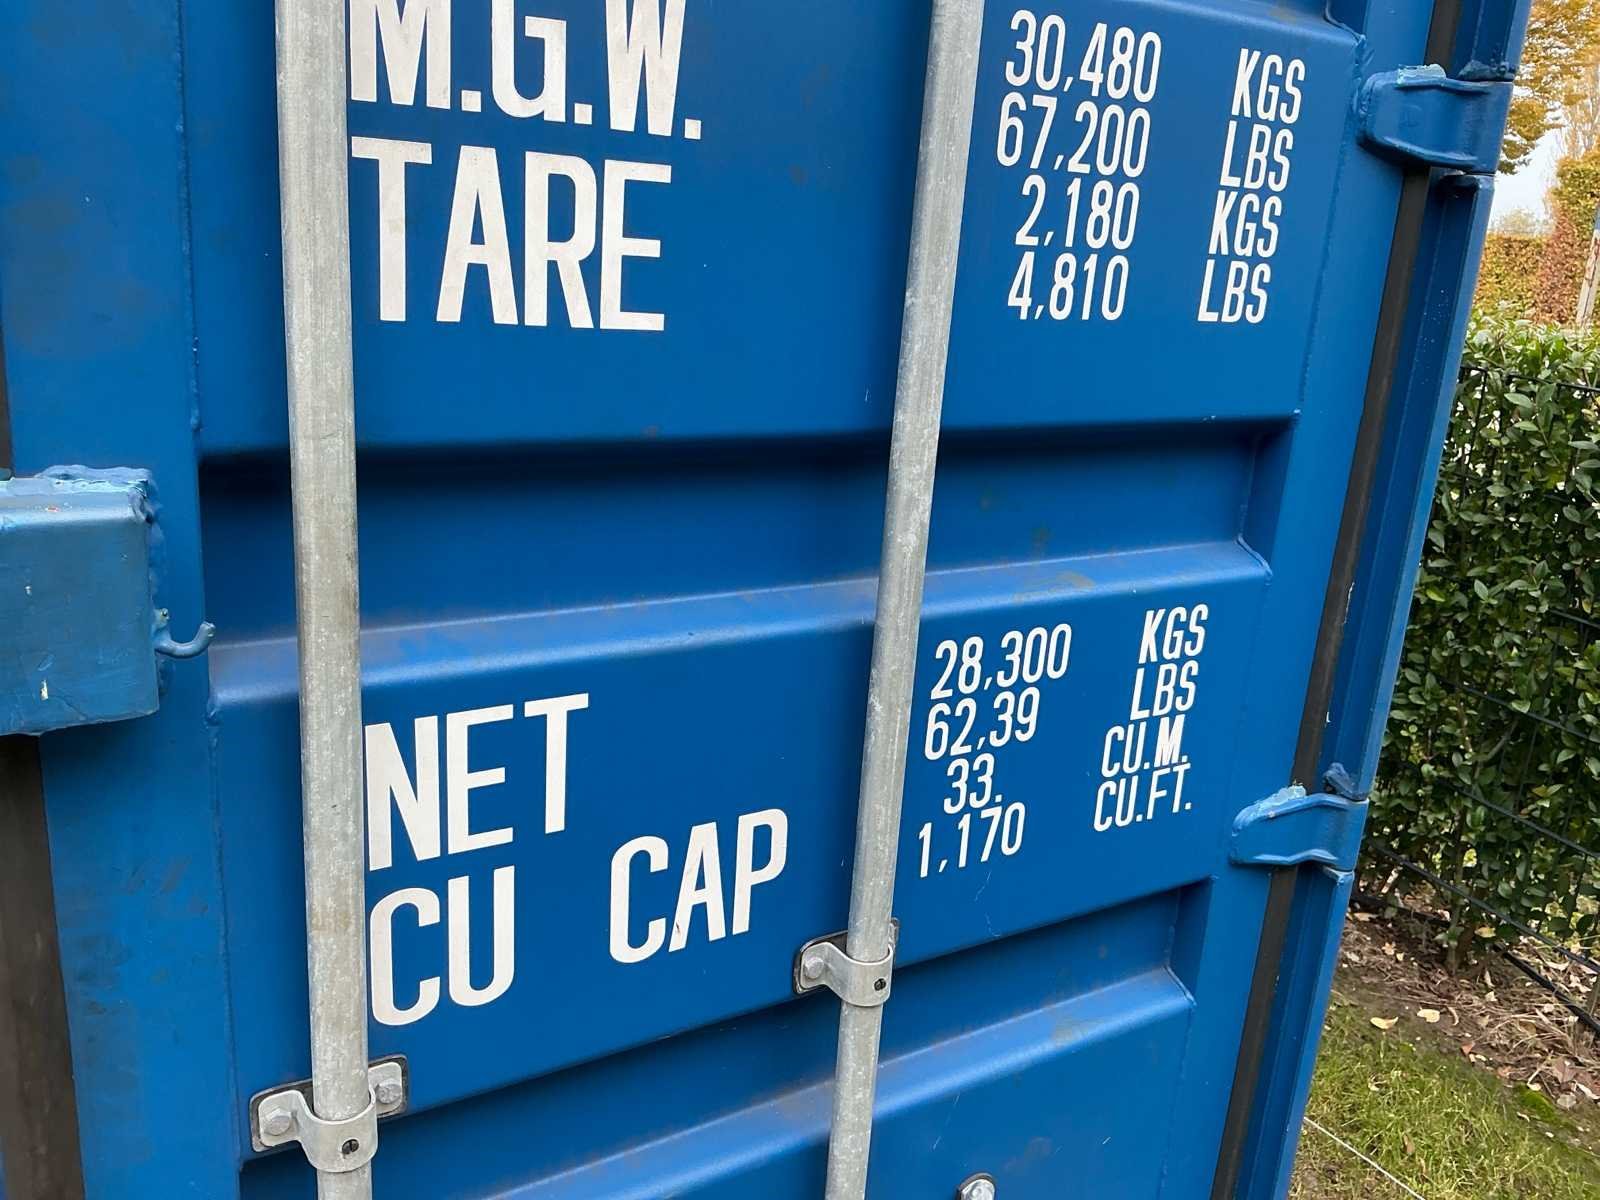 M.G.W. 30,480 KGS
67,200 LBS
TARE 2,180 KGS
4,810 LBS
NET 28,300 KGS
62,39 LBS
CU CAP 33. CU.M.
1,170 CU.FT.